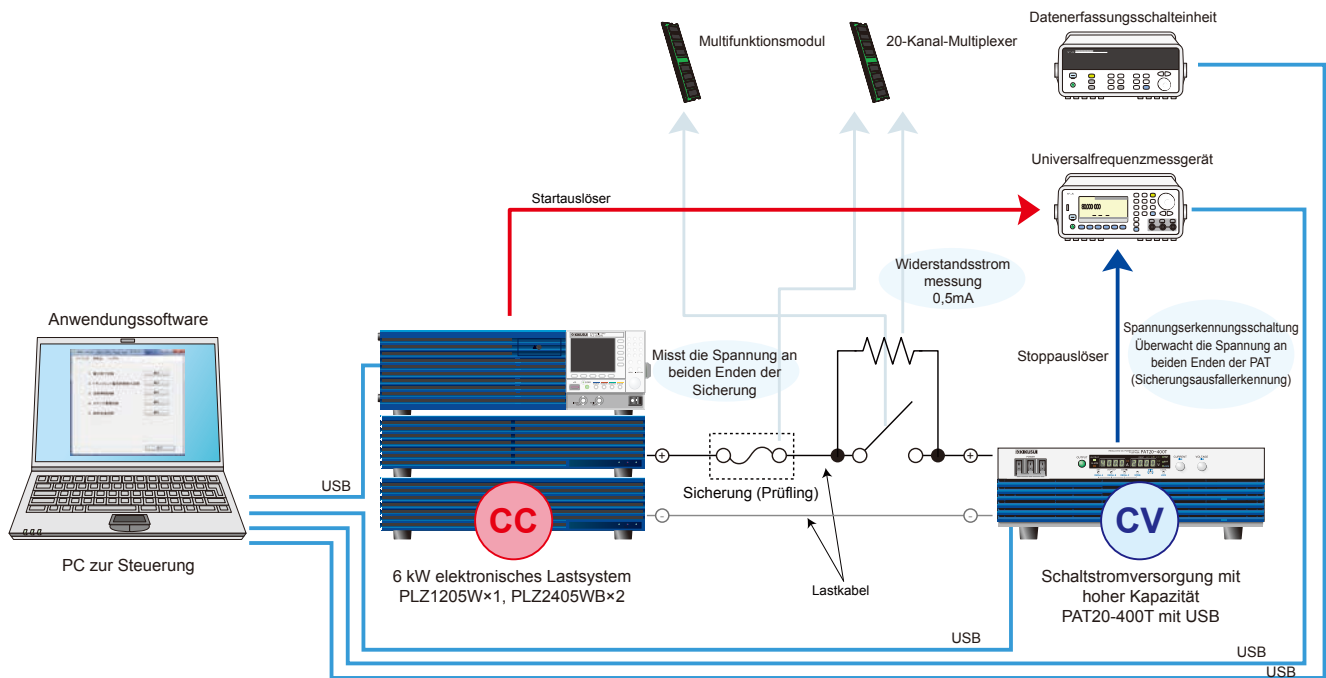 Datenerfassungsschalteinheit
Multifunktionsmodul
20-Kanal-Multiplexer
Universalfrequenzmessgerät
Startauslöser
Widerstandsstrom
messung
0,5mA
Anwendungssoftware
Misst die Spannung an
beiden Enden der
Sicherung
Stoppauslöser
Spannungserkennungsschaltung
Überwacht die Spannung an
beiden Enden der PAT
(Sicherungsausfallerkennung)
+
+
KIKUSUI
PAT20-400T
USB
Sicherung (Prüfling)
-
-
CC
CV
PC zur Steuerung
6 kW elektronisches Lastsystem
PLZ1205W×1, PLZ2405WB×2
Lastkabel
Schaltstromversorgung mit
hoher Kapazität
PAT20-400T mit USB
USB
USB
USB